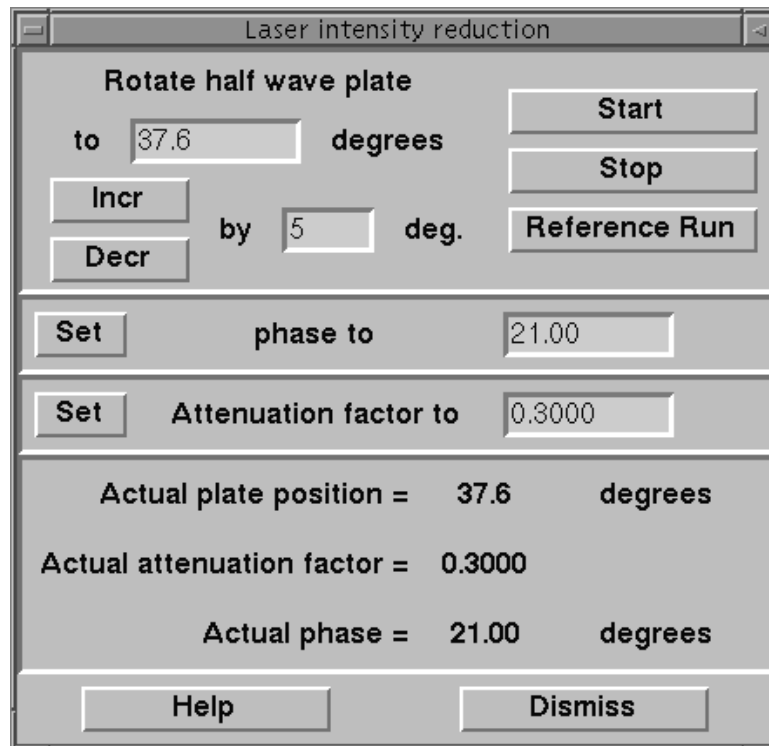 Laser intensity reduction
Rotate half wave plate
to 37.6 degrees
Start
Stop
Incr
by 5 deg.
Reference Run
Decr
Set phase to 21.00
Set Attenuation factor to 0.3000
Actual plate position = 37.6 degrees
Actual attenuation factor = 0.3000
Actual phase = 21.00 degrees
Help Dismiss